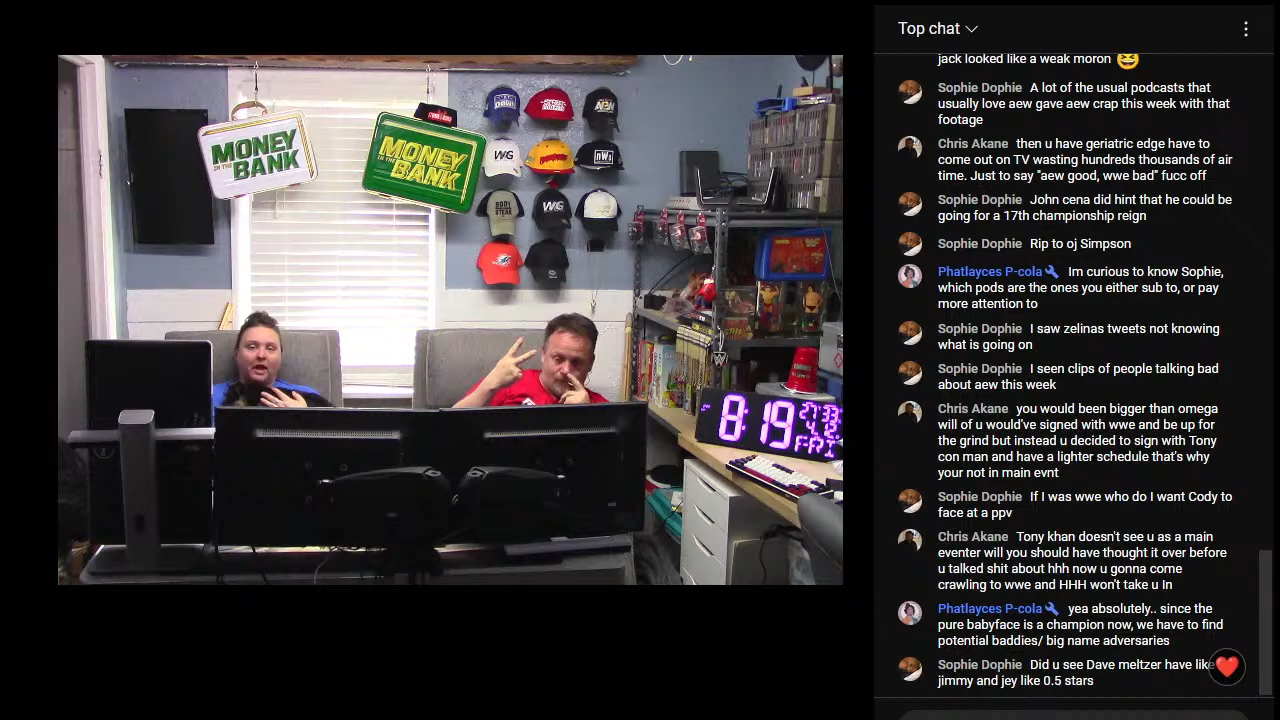 Top chat
jack looked like a weak moron
Sophie Dophie A lot of the usual podcasts that
usually love aew gave aew crap this week with that
footage
Chris Akane then u have geriatric edge have to
come out on TV wasting hundreds thousands of air
time. Just to say "aew good, wwe bad" fucc off
Sophie Dophie John cena did hint that he could be
going for a 17th championship reign
Sophie Dophie Rip to oj Simpson
Phatlayces P-cola Im curious to know Sophie,
which pods are the ones you either sub to, or pay
more attention to
Sophie Dophie I saw zelinas tweets not knowing
what is going on
Sophie Dophie I seen clips of people talking bad
about aew this week
Chris Akane you would been bigger than omega
will of u would've signed with wwe and be up for
the grind but instead u decided to sign with Tony
con man and have a lighter schedule that's why
your not in main evnt
Sophie Dophie If I was wwe who do I want Cody to
face at a ppv
Chris Akane Tony khan doesn't see u as a main
eventer will you should have thought it over before
u talked shit about hhh now u gonna come
crawling to wwe and HHH won't take u In
Phatlayces P-cola yea absolutely.. since the
pure babyface is a champion now, we have to find
potential baddies/ big name adversaries
Sophie Dophie Did u see Dave meltzer have like
jimmy and jey like 0.5 stars
MONEY
IN THE BANK
MONEY
IN THE BANK
APA
WG
nWo
BODY
STEAK
WG
8:19
FRI